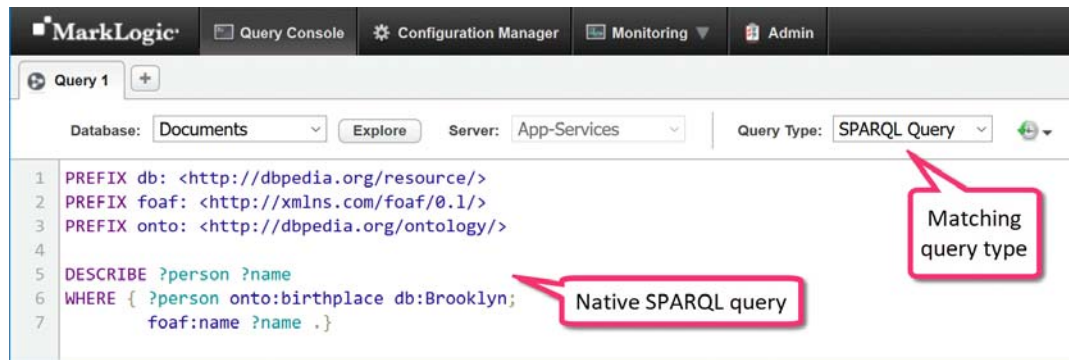 MarkLogic Query Console Configuration Manager Monitoring Admin
Query 1 +
Database: Documents Explore Server: App-Services Query Type: SPARQL Query
1 PREFIX db: <http://dbpedia.org/resource/>
2 PREFIX foaf: <http://xmlns.com/foaf/0.1/>
3 PREFIX onto: <http://dbpedia.org/ontology/>
4
5 DESCRIBE ?person ?name
6 WHERE { ?person onto:birthplace db:Brooklyn;
7 foaf:name ?name .}
Matching
query type
Native SPARQL query